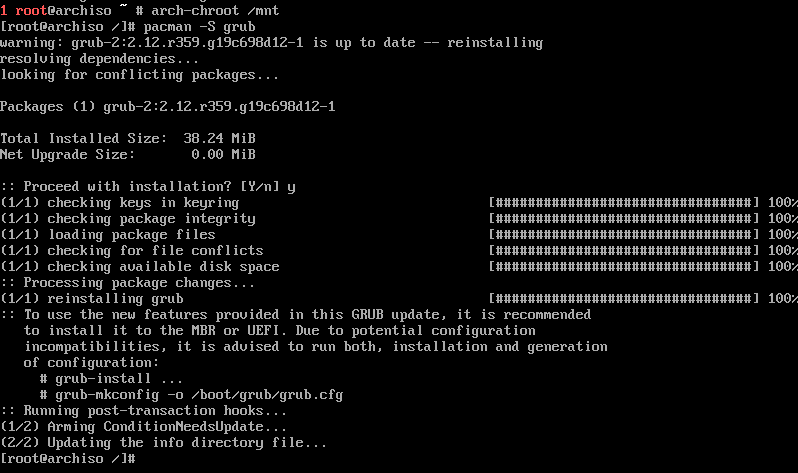 1 root@archiso ~ # arch-chroot /mnt
[root@archiso /]# pacman -S grub
warning: grub-2:2.12.r359.g19c698d12-1 is up to date -- reinstalling
resolving dependencies...
looking for conflicting packages...
Packages (1) grub-2:2.12.r359.g19c698d12-1
Total Installed Size:  38.24 MiB
Net Upgrade Size:       0.00 MiB
:: Proceed with installation? [Y/n] y
(1/1) checking keys in keyring [################################] 100%
(1/1) checking package integrity [################################] 100%
(1/1) loading package files [################################] 100%
(1/1) checking for file conflicts [################################] 100%
(1/1) checking available disk space [################################] 100%
:: Processing package changes...
(1/1) reinstalling grub [################################] 100%
:: To use the new features provided in this GRUB update, it is recommended
to install it to the MBR or UEFI. Due to potential configuration
incompatibilities, it is advised to run both, installation and generation
of configuration:
# grub-install ...
# grub-mkconfig -o /boot/grub/grub.cfg
:: Running post-transaction hooks...
(1/2) Arming ConditionNeedsUpdate...
(2/2) Updating the info directory file...
[root@archiso /]#